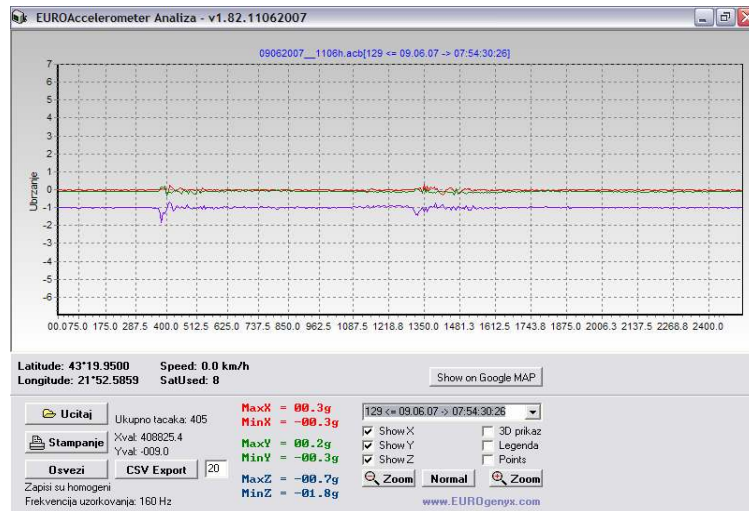 EUROAccelerometer Analiza - v1.82.11062007
09062007__1106h.acb[129 <= 09.06.07 -> 07:54:30:26]
7
6
5
4
3
2
1
0
-1
-2
-3
-4
-5
-6
Ubrzanje
00.075.0 175.0 287.5 400.0 512.5 625.0 737.5 850.0 962.5 1087.5 1218.8 1350.0 1481.3 1612.5 1743.8 1875.0 2006.3 2137.5 2268.8 2400.0
Latitude: 43*19.9500 Speed: 0.0 km/h
Longitude: 21*52.5859 SatUsed: 8
Show on Google MAP
Ucitaj
Ukupno tacaka: 405
Stampanje
Xval: 408825.4
Yval: -009.0
Osvezi CSV Export 20
Zapisi su homogeni
Frekvencija uzorkovanja: 160 Hz
MaxX = 00.3g
MinX = -00.3g
MaxY = 00.2g
MinY = -00.3g
MaxZ = -00.7g
MinZ = -01.8g
129 <= 09.06.07 -> 07:54:30:26
Show X 3D prikaz
Show Y Legenda
Show Z Points
Zoom Normal Zoom
www.EUROgenyx.com